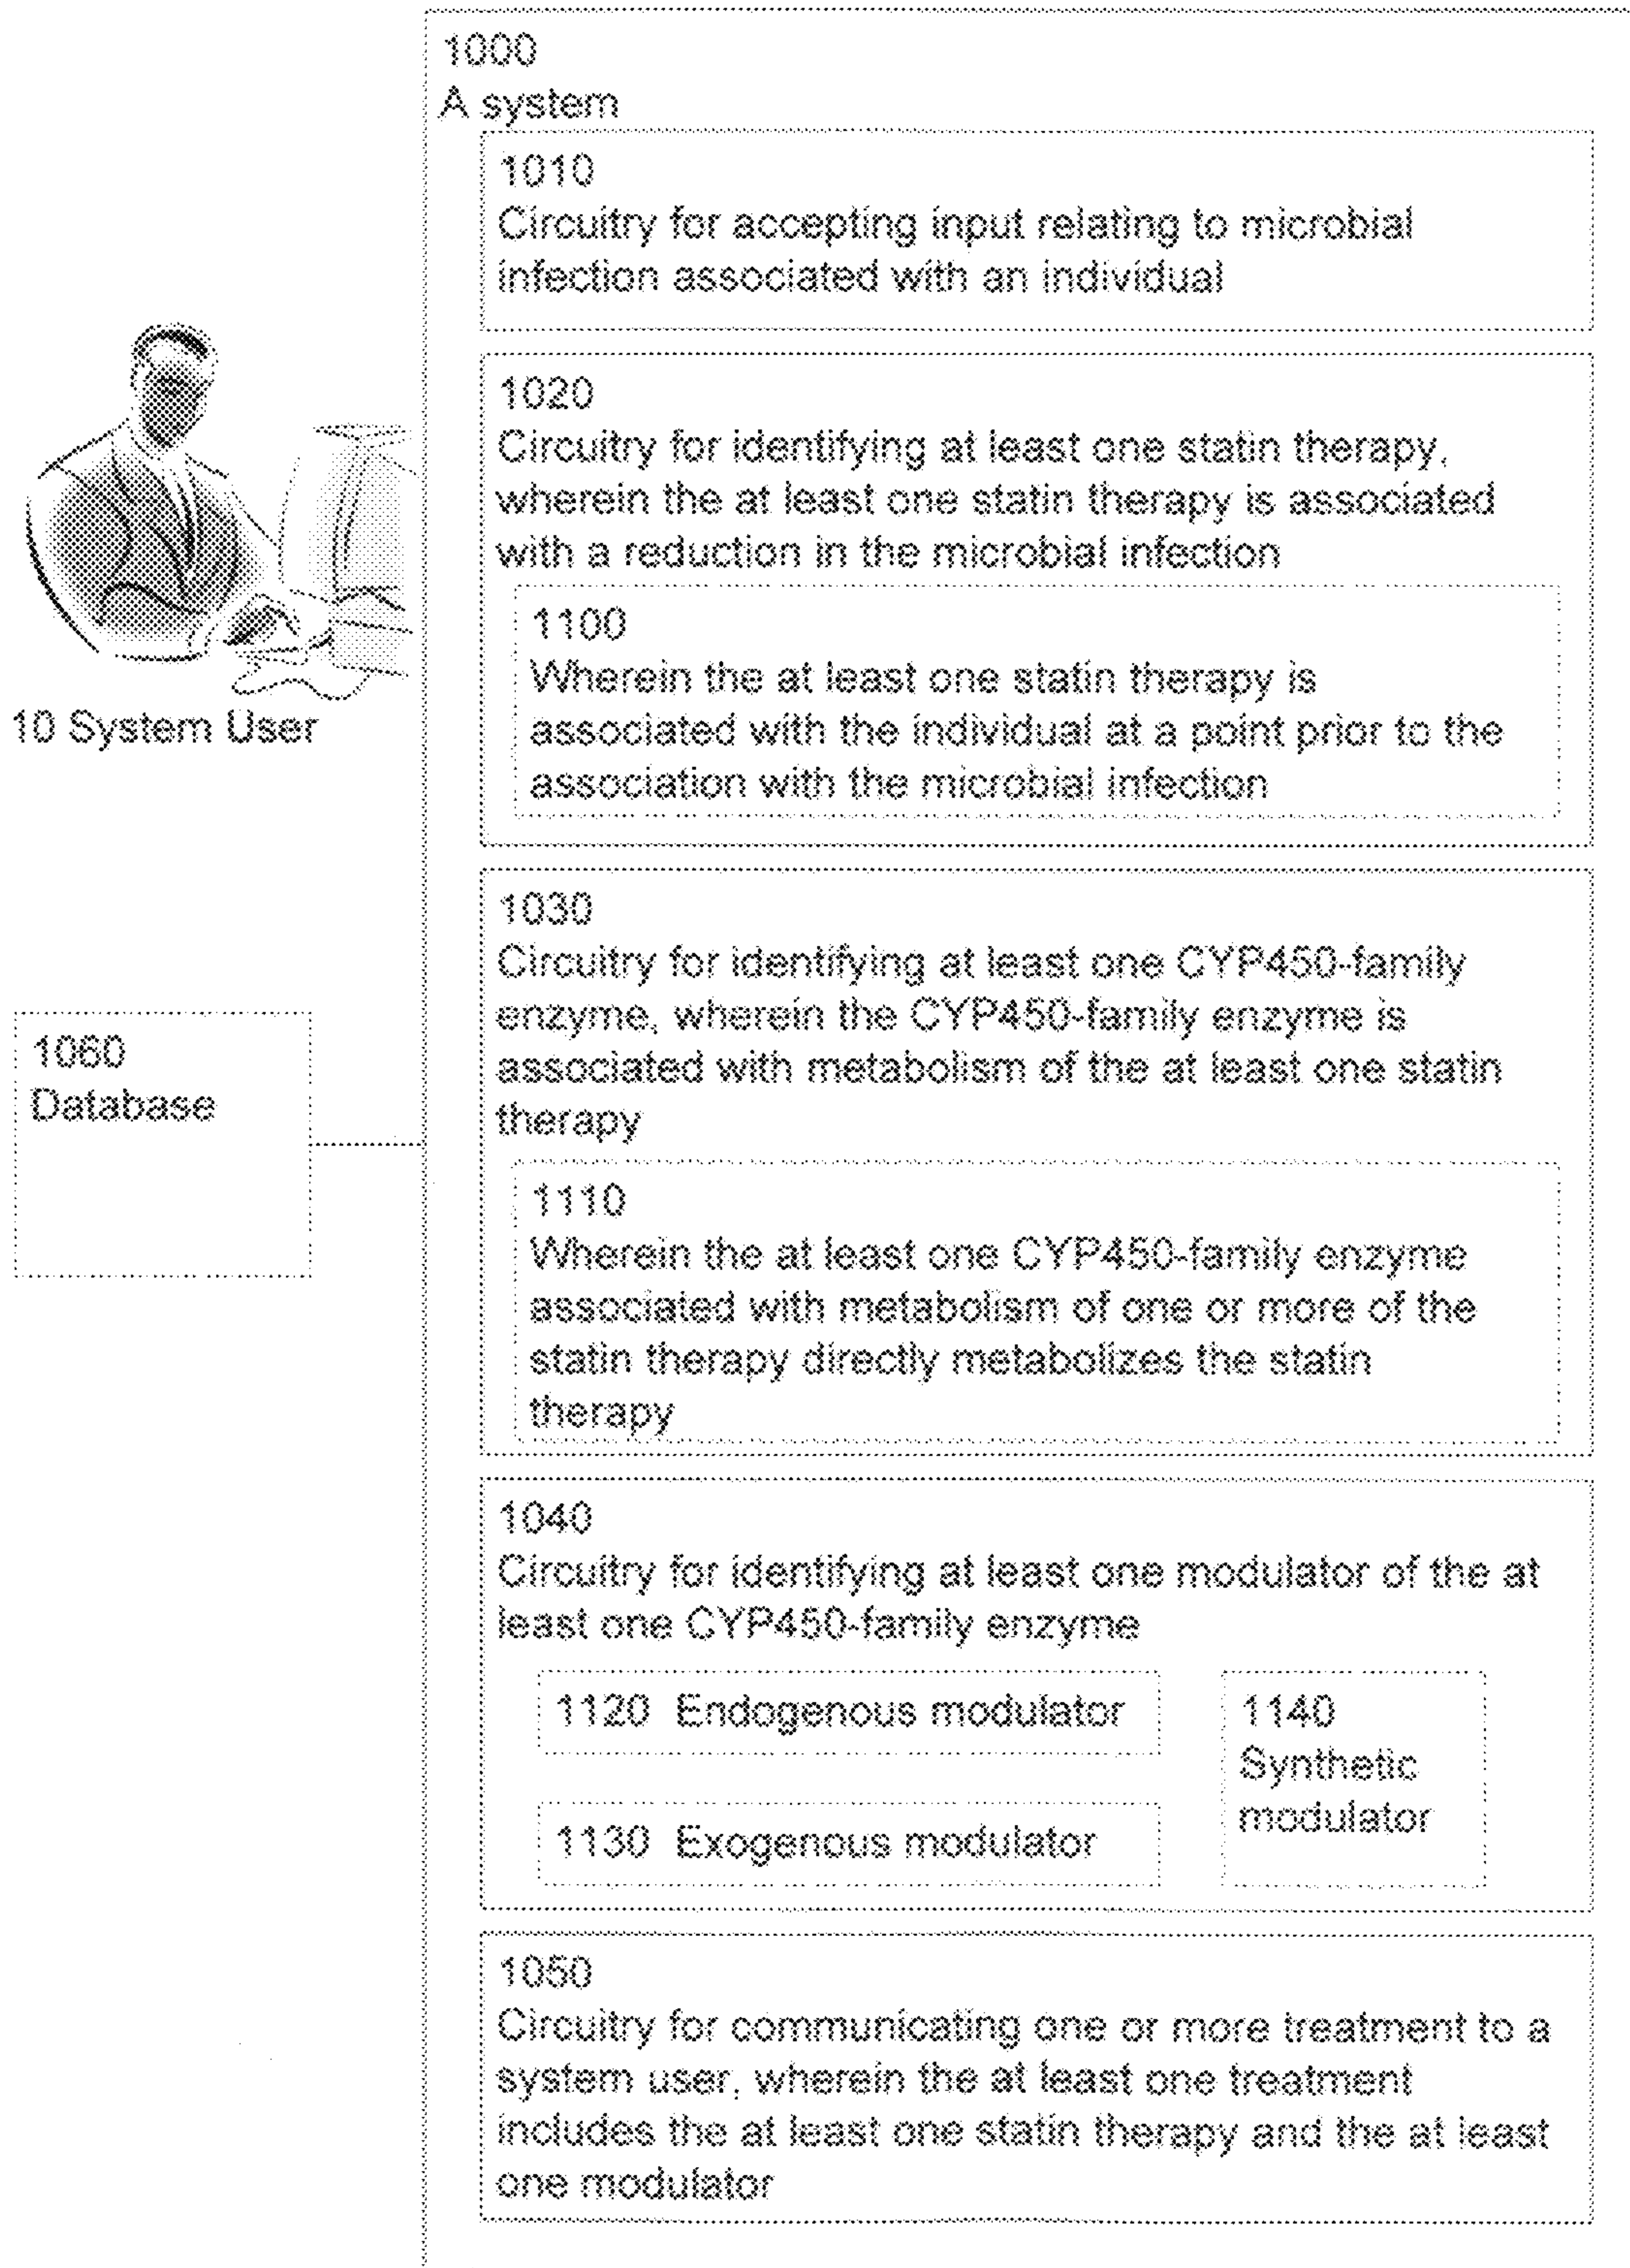 1000
A system
1010
Circuitry for accepting input relating to microbial
infection associated with an individual
1020
Circuitry for identifying at least one statin therapy,
wherein the at least one statin therapy is associated
with a reduction in the microbial infection
1100
Wherein the at least one statin therapy is
associated with the individual at a point prior to the
association with the microbial infection
10 System User
1030
Circuitry for identifying at least one CYP450-family
enzyme, wherein the CYP450-family enzyme is
associated with metabolism of the at least one statin
therapy
1060
Database
1110
Wherein the at least one CYP450-family enzyme
associated with metabolism of one or more of the
statin therapy directly metabolizes the statin
therapy
1040
Circuitry for identifying at least one modulator of the at
least one CYP450-family enzyme
1120 Endogenous modulator
1130 Exogenous modulator
1140
Synthetic
modulator
1050
Circuitry for communicating one or more treatment to a
system user, wherein the at least one treatment
includes the at least one statin therapy and the at least
one modulator